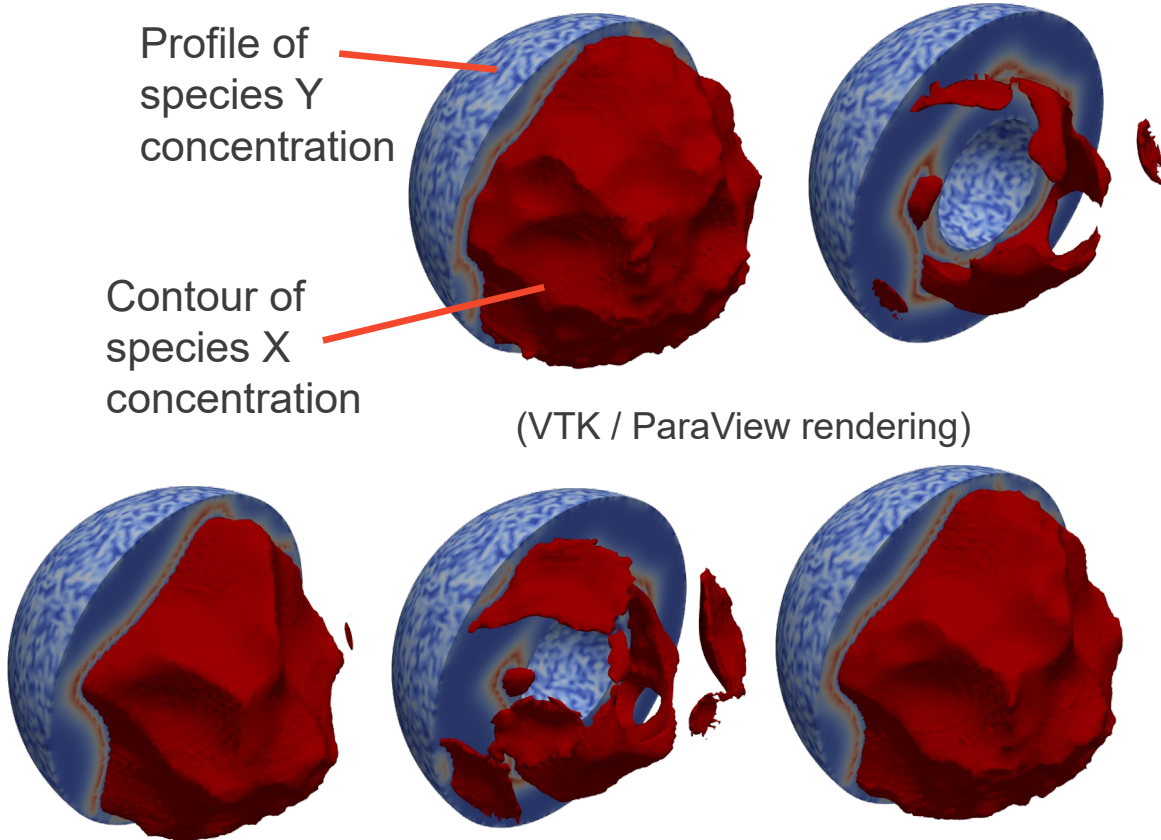 Profile of
species Y
concentration
Contour of
species X
concentration
(VTK / ParaView rendering)